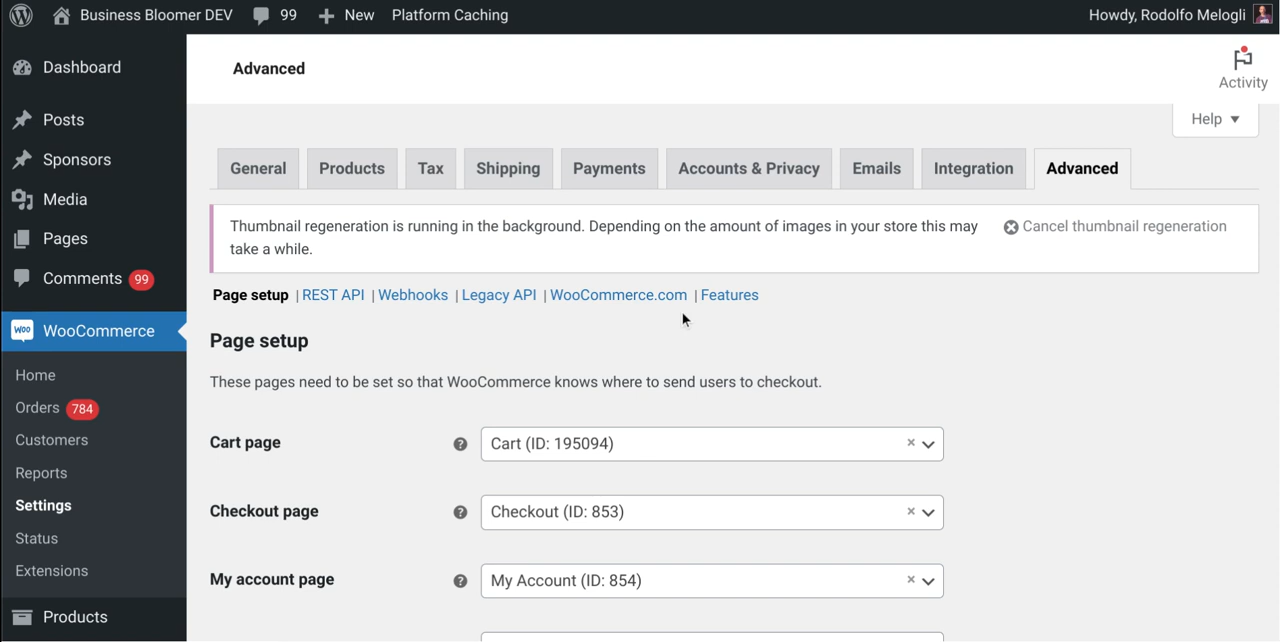 Business Bloomer DEV 99 New Platform Caching Howdy, Rodolfo Melogli
Dashboard
Posts
Sponsors
Media
Pages
Comments 99
WOO WooCommerce
Home
Orders 784
Customers
Reports
Settings
Status
Extensions
Products
Advanced
Activity
Help
General Products Tax Shipping Payments Accounts & Privacy Emails Integration Advanced
Thumbnail regeneration is running in the background. Depending on the amount of images in your store this may
take a while.
Cancel thumbnail regeneration
Page setup | REST API | Webhooks | Legacy API | WooCommerce.com | Features
Page setup
These pages need to be set so that WooCommerce knows where to send users to checkout.
Cart page ? Cart (ID: 195094) ×
Checkout page ? Checkout (ID: 853) ×
My account page ? My Account (ID: 854) ×